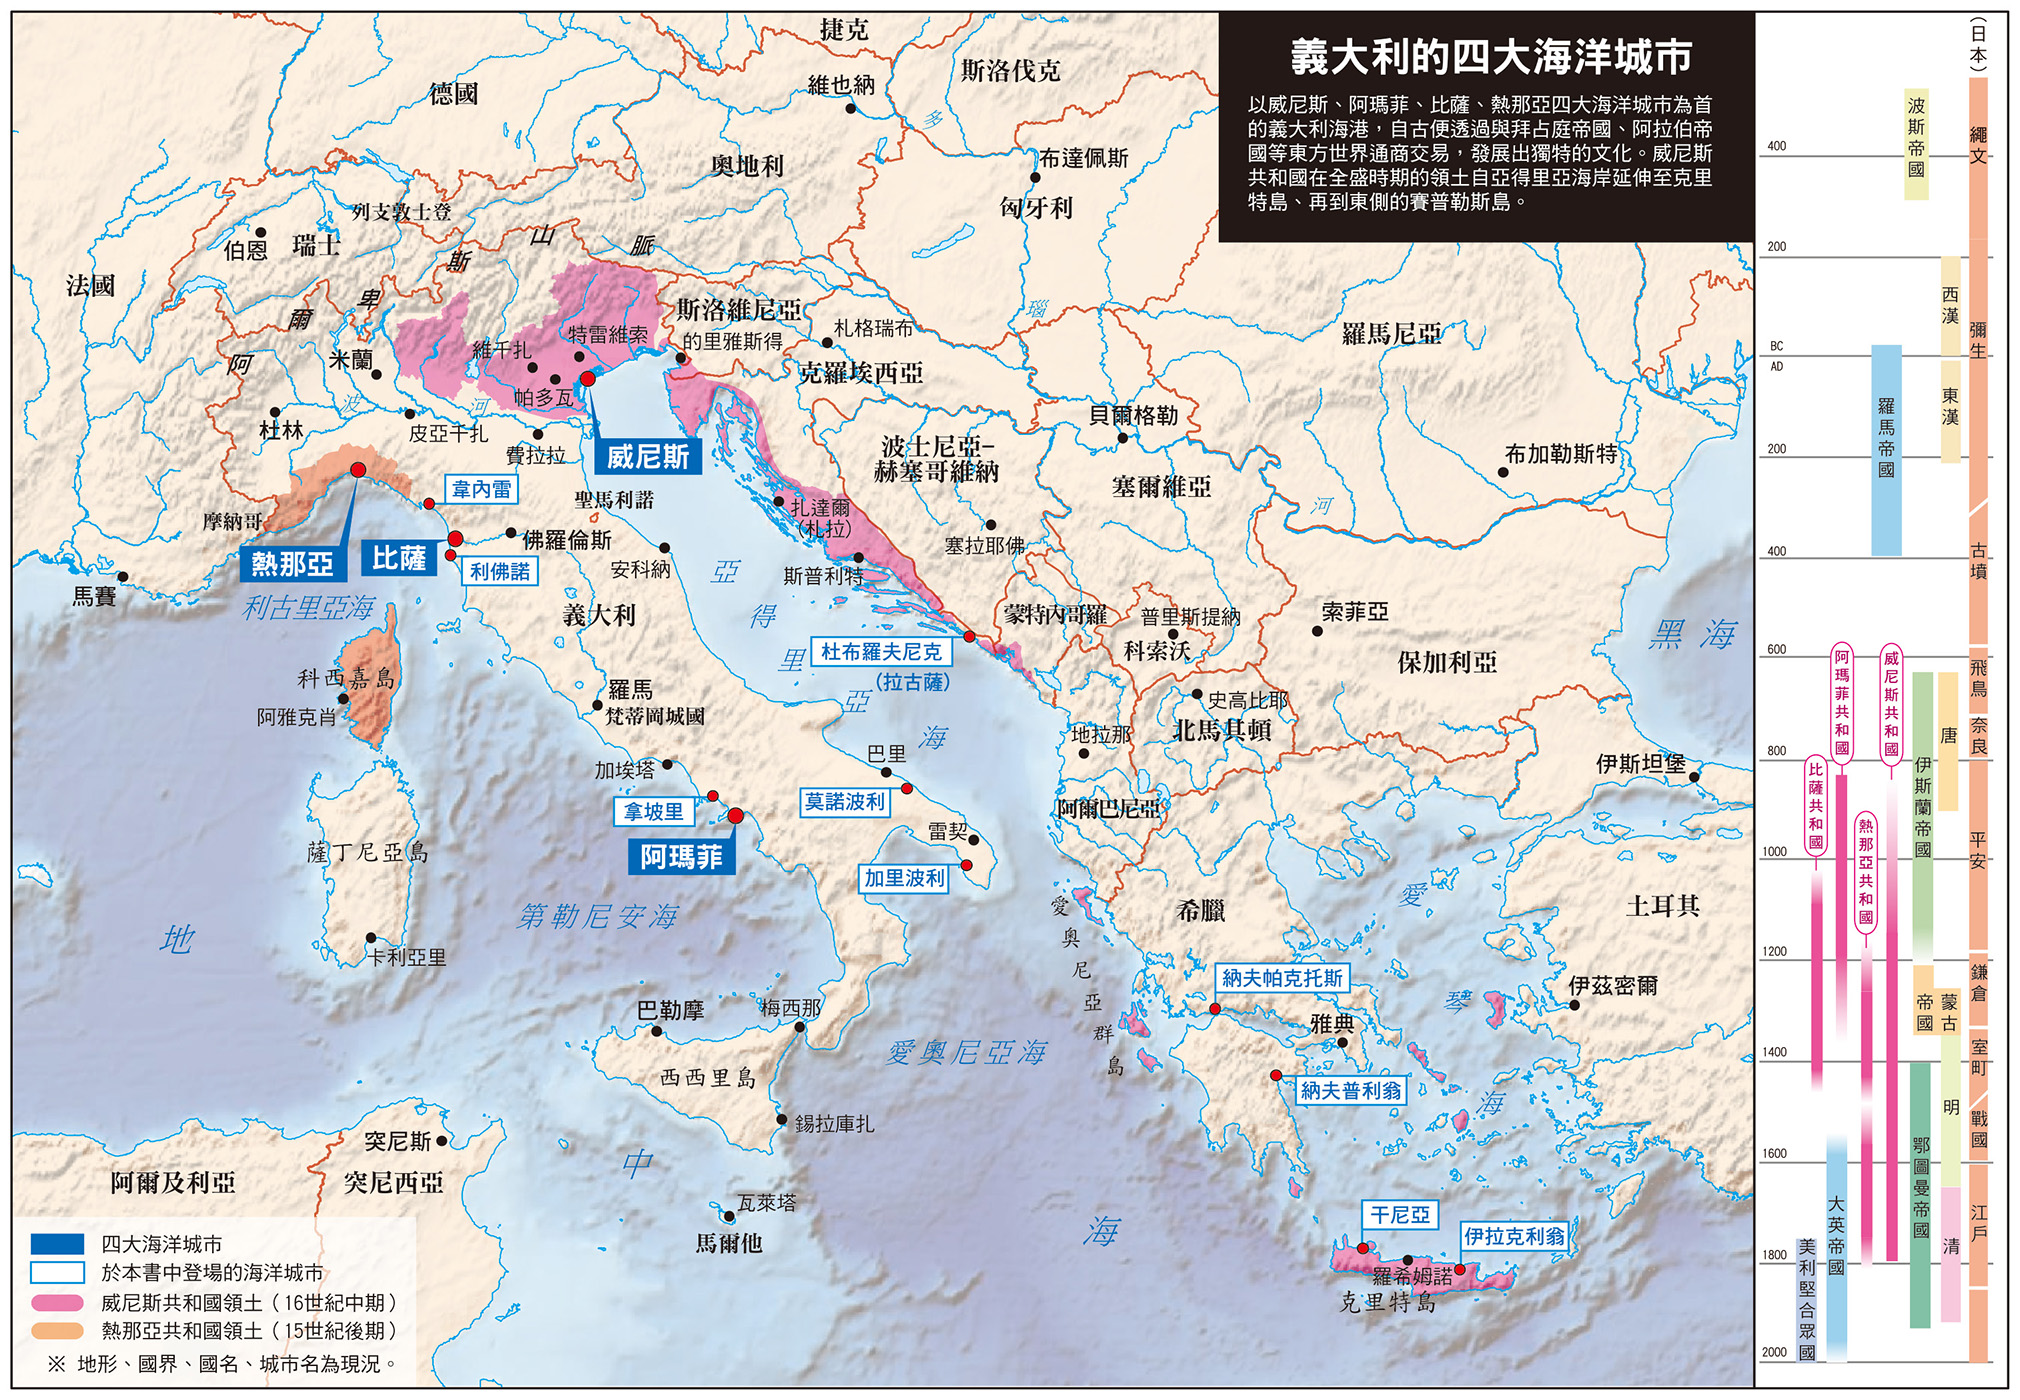 義大利的四大海洋城市
以威尼斯、阿瑪菲、比薩、熱那亞四大海洋城市為首
的義大利海港，自古便透過與拜占庭帝國、阿拉伯帝
國等東方世界通商交易，發展出獨特的文化。威尼斯
共和國在全盛時期的領土自亞得里亞海岸延伸至克里
特島、再到東側的賽普勒斯島。
捷克
斯洛伐克
德國
維也納
多
奧地利
布達佩斯
匈牙利
列支敦士登
伯恩
瑞士
法國
阿
爾
卑
斯
山
脈
斯洛維尼亞
瑙
特雷維索
的里雅斯得
札格瑞布
羅馬尼亞
維千扎
米蘭
克羅埃西亞
帕多瓦
波
河
杜林
皮亞千扎
貝爾格勒
費拉拉
威尼斯
波士尼亞–
赫塞哥維納
布加勒斯特
塞爾維亞
韋內雷
聖馬利諾
扎達爾
（札拉）
河
摩納哥
佛羅倫斯
塞拉耶佛
熱那亞
比薩
利佛諾
安科納
亞
斯普利特
馬賽
利古里亞海
義大利
得
蒙特內哥羅
普里斯提納
索菲亞
黑海
里
杜布羅夫尼克
（拉古薩）
科索沃
保加利亞
科西嘉島
羅馬
亞
史高比耶
阿雅克肖
梵蒂岡城國
海
地拉那
北馬其頓
巴里
伊斯坦堡
加埃塔
莫諾波利
拿坡里
阿爾巴尼亞
雷契
薩丁尼亞島
阿瑪菲
加里波利
愛
土耳其
第勒尼安海
希臘
地
卡利亞里
愛
奧
尼
亞
群
島
納夫帕克托斯
伊茲密爾
巴勒摩
梅西那
琴
雅典
愛奧尼亞海
西西里島
納夫普利翁
海
錫拉庫扎
突尼斯
中
阿爾及利亞
突尼西亞
瓦萊塔
馬爾他
海
干尼亞
伊拉克利翁
羅希姆諾
克里特島
四大海洋城市
於本書中登場的海洋城市
威尼斯共和國領土（16世紀中期）
熱那亞共和國領土（15世紀後期）
※ 地形、國界、國名、城市名為現況。
（日本）
400
200
BC
AD
200
400
600
800
1000
1200
1400
1600
1800
2000
波斯帝國
西漢
東漢
羅馬帝國
阿瑪菲共和國
威尼斯共和國
比薩共和國
熱那亞共和國
伊斯蘭帝國
唐
蒙古
帝國
明
鄂圖曼帝國
清
大英帝國
美利堅合眾國
繩文
彌生
古墳
飛鳥
奈良
平安
鎌倉
室町
戰國
江戶